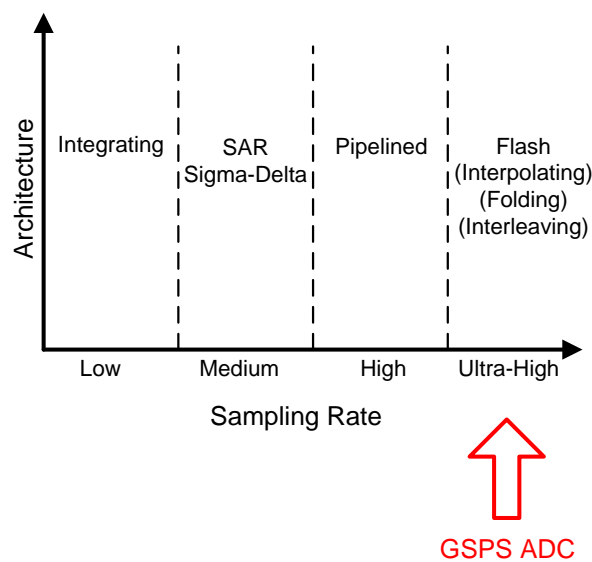 Architecture
Integrating
SAR
Sigma-Delta
Pipelined
Flash
(Interpolating)
(Folding)
(Interleaving)
Low
Medium
High
Ultra-High
Sampling Rate
GSPS ADC